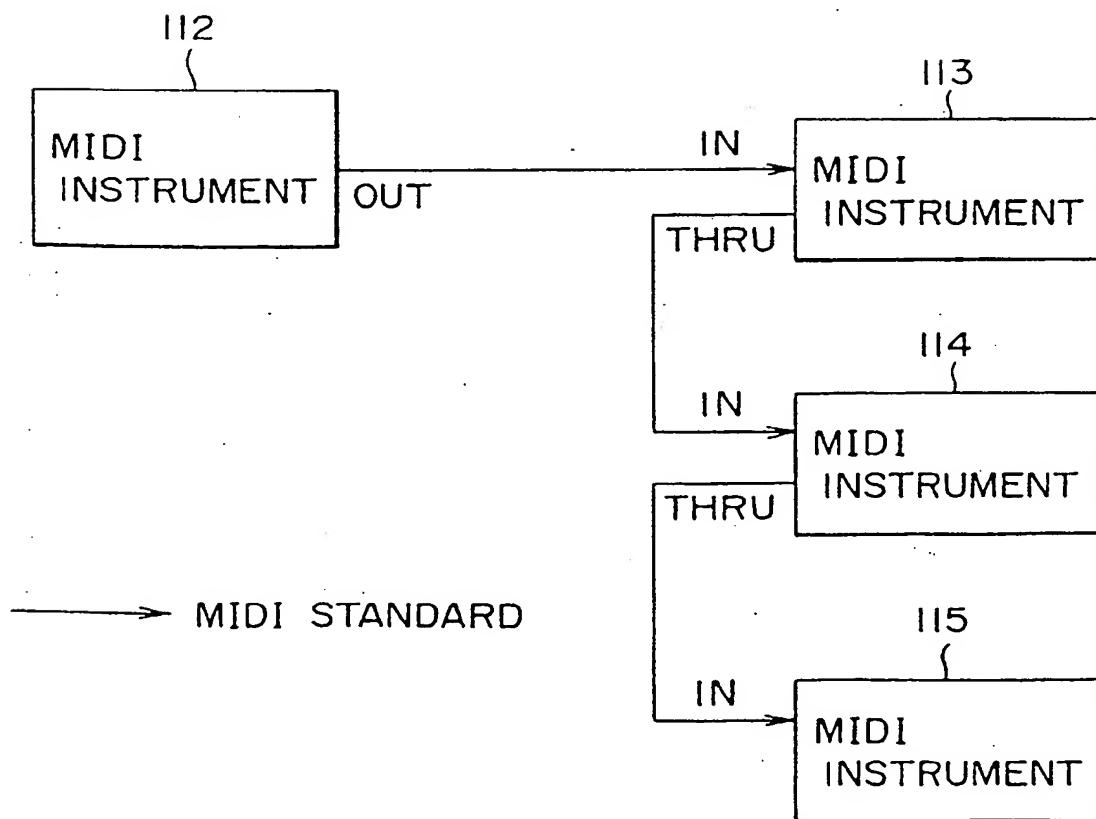 112
MIDI
INSTRUMENT
OUT
113
IN
MIDI
INSTRUMENT
THRU
114
IN
MIDI
INSTRUMENT
THRU
MIDI STANDARD
115
IN
MIDI
INSTRUMENT